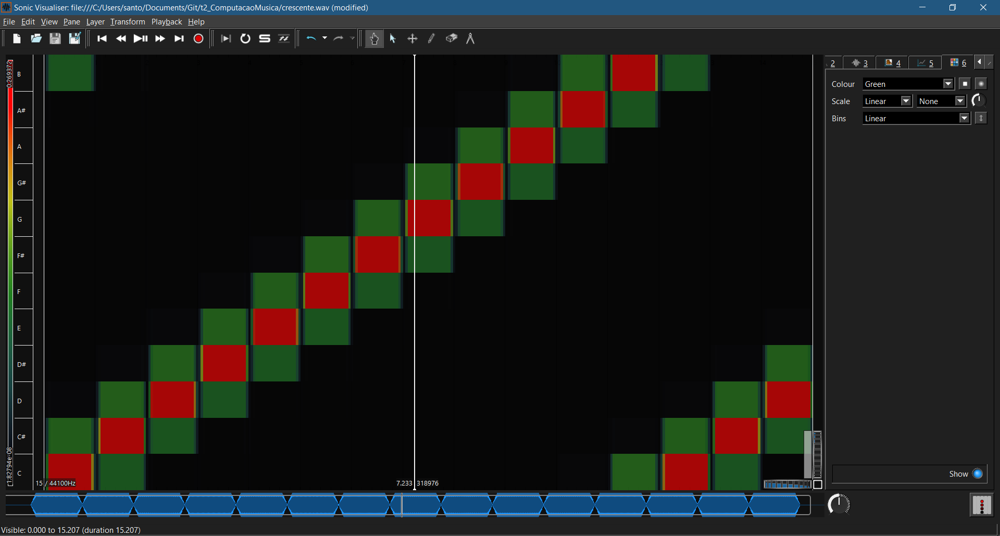 Sonic Visualiser: file:///C:/Users/santo/Documents/Git/t2_ComputacaoMusica/crescente.wav (modified)
File Edit View Pane Layer Transform Playback Help
0.269372
1.82794e-08
B
A#
A
G#
G
F#
F
E
D#
D
C#
C
15 / 44100Hz
7.233 318976
2 3 4 5 6
Colour Green
Scale Linear None
Bins Linear
Show
Visible: 0.000 to 15.207 (duration 15.207)